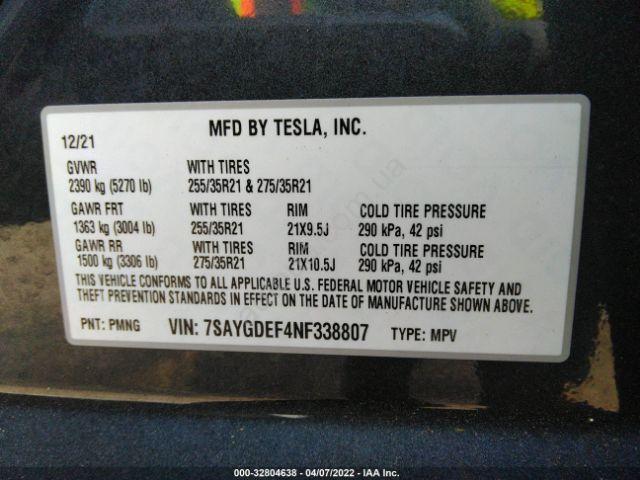 12/21 MFD BY TESLA, INC.
GVWR WITH TIRES
2390 kg (5270 lb) 255/35R21 & 275/35R21
GAWR FRT WITH TIRES RIM COLD TIRE PRESSURE
1363 kg (3004 lb) 255/35R21 21X9.5J 290 kPa, 42 psi
GAWR RR WITH TIRES RIM COLD TIRE PRESSURE
1500 kg (3306 lb) 275/35R21 21X10.5J 290 kPa, 42 psi
THIS VEHICLE CONFORMS TO ALL APPLICABLE U.S. FEDERAL MOTOR VEHICLE SAFETY AND
THEFT PREVENTION STANDARDS IN EFFECT ON THE DATE OF MANUFACTURE SHOWN ABOVE.
PNT: PMNG VIN: 7SAYGDEF4NF338807 TYPE: MPV
000-32804638 - 04/07/2022 - IAA Inc.